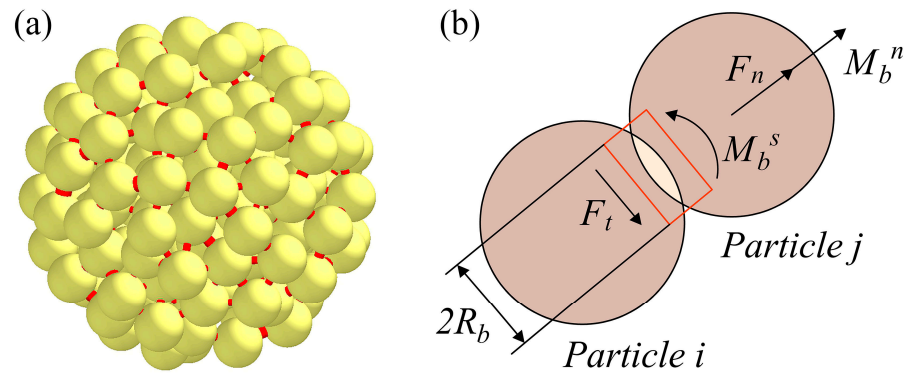 (a)
(b)
F_n
M_b^n
M_b^s
F_t
Particle j
2R_b
Particle i